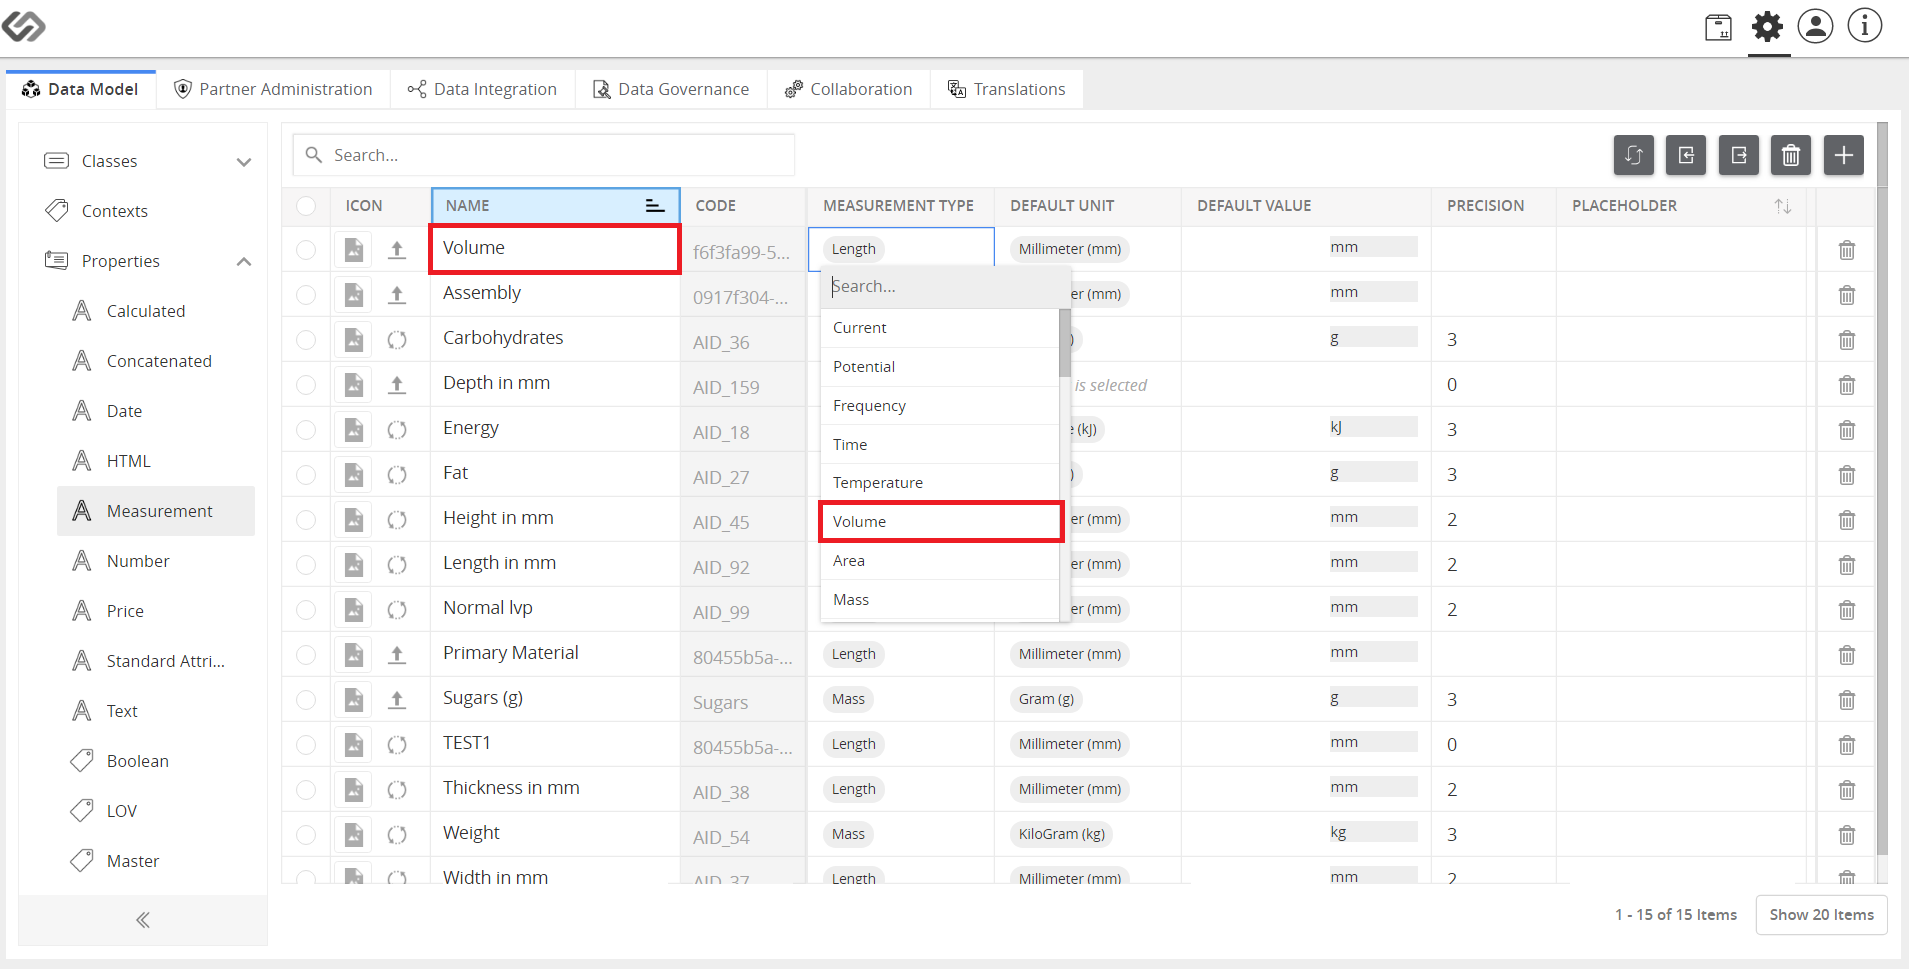 Data Model Partner Administration Data Integration Data Governance Collaboration Translations
Classes
Contexts
Properties
Calculated
Concatenated
Date
HTML
Measurement
Number
Price
Standard Attri...
Text
Boolean
LOV
Master
Search...
ICON NAME CODE MEASUREMENT TYPE DEFAULT UNIT DEFAULT VALUE PRECISION PLACEHOLDER
Volume f6f3fa99-5... Length Millimeter (mm) mm
Assembly 0917f304-... er (mm) mm
Carbohydrates AID_36 ) g 3
Depth in mm AID_159 is selected 0
Energy AID_18 e (kJ) kJ 3
Fat AID_27 ) g 3
Height in mm AID_45 er (mm) mm 2
Length in mm AID_92 er (mm) mm 2
Normal lvp AID_99 er (mm) mm 2
Primary Material 80455b5a-... Length Millimeter (mm) mm
Sugars (g) Sugars Mass Gram (g) g 3
TEST1 80455b5a-... Length Millimeter (mm) mm 0
Thickness in mm AID_38 Length Millimeter (mm) mm 2
Weight AID_54 Mass KiloGram (kg) kg 3
Width in mm AID_37 Length Millimeter (mm) mm 2
Search...
Current
Potential
Frequency
Time
Temperature
Volume
Area
Mass
1 - 15 of 15 Items Show 20 Items